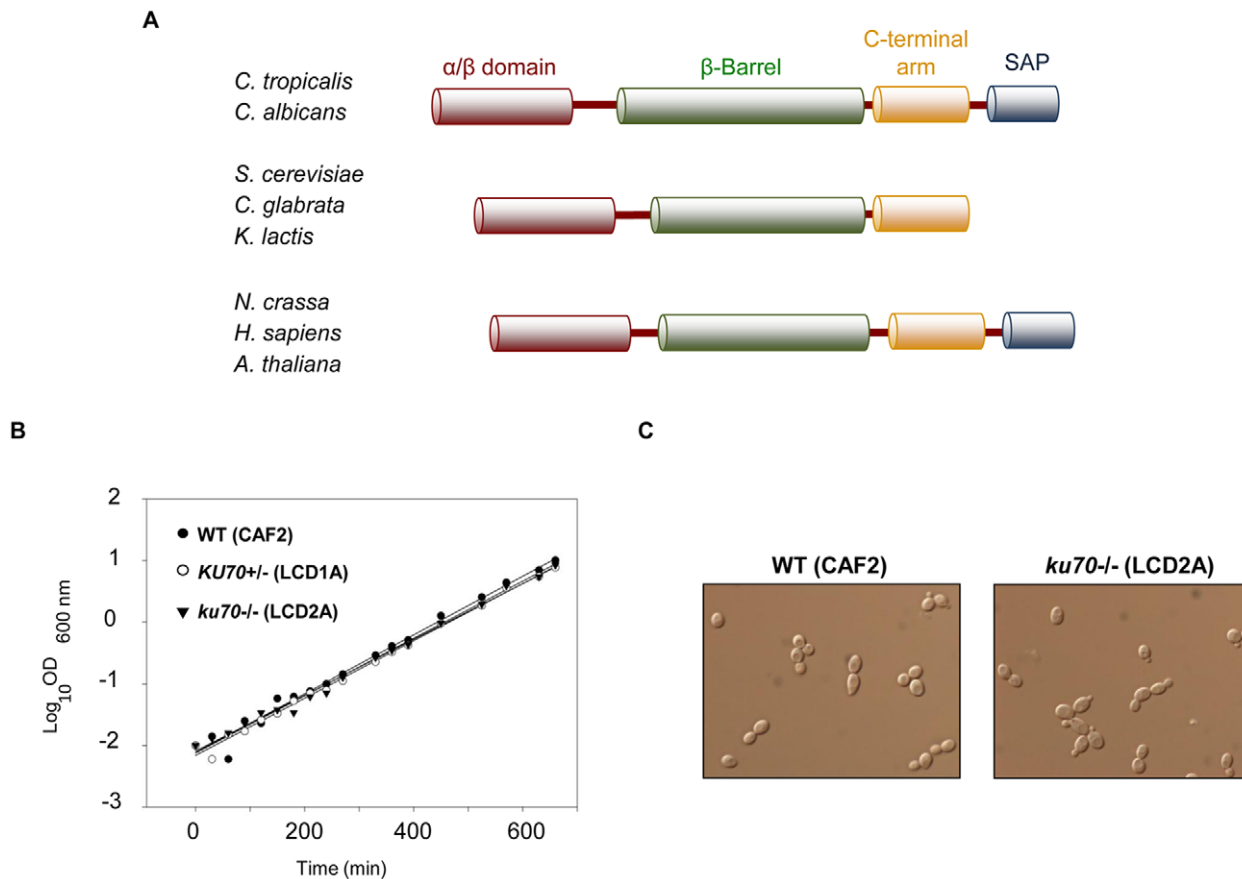 A
α/β domain
β-Barrel
C-terminal
arm
SAP
C. tropicalis
C. albicans
S. cerevisiae
C. glabrata
K. lactis
N. crassa
H. sapiens
A. thaliana
B
Log10OD 600 nm
2
1
0
-1
-2
-3
WT (CAF2)
KU70+/- (LCD1A)
ku70-/- (LCD2A)
0
200
400
600
Time (min)
C
WT (CAF2)
ku70-/- (LCD2A)